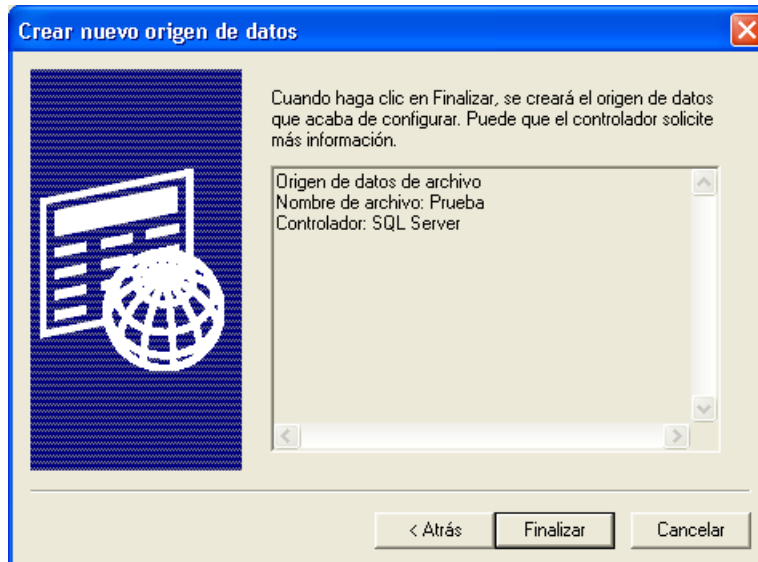 Crear nuevo origen de datos
Cuando haga clic en Finalizar, se creará el origen de datos
que acaba de configurar. Puede que el controlador solicite
más información.
Origen de datos de archivo
Nombre de archivo: Prueba
Controlador: SQL Server
< Atrás
Finalizar
Cancelar